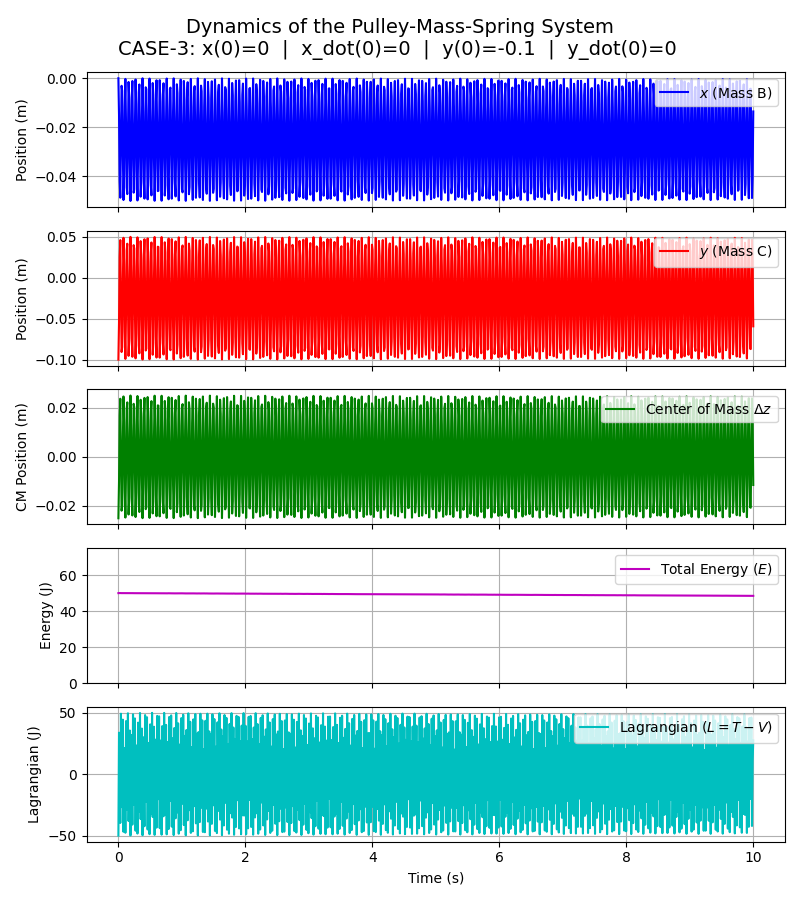 Dynamics of the Pulley-Mass-Spring System
CASE-3: x(0)=0 | x_dot(0)=0 | y(0)=-0.1 | y_dot(0)=0
0.00
−0.02
−0.04
Position (m)
x (Mass B)
0.05
0.00
−0.05
−0.10
Position (m)
y (Mass C)
0.02
0.00
−0.02
CM Position (m)
Center of Mass Δz
60
40
20
0
Energy (J)
Total Energy (E)
50
0
−50
Lagrangian (J)
Lagrangian (L = T − V)
0 2 4 6 8 10
Time (s)